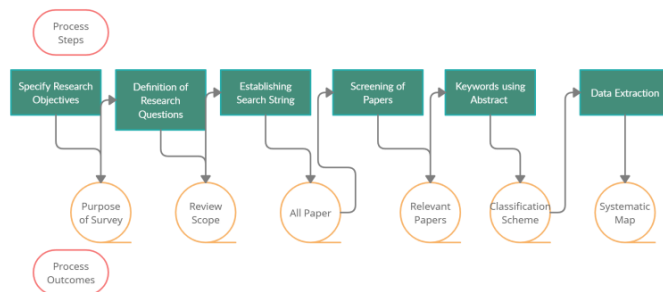 Process
Steps
Specify Research
Objectives
Definition of
Research
Questions
Establishing
Search String
Screening of
Papers
Keywords using
Abstract
Data Extraction
Purpose
of Survey
Review
Scope
All Paper
Relevant
Papers
Classification
Scheme
Systematic
Map
Process
Outcomes